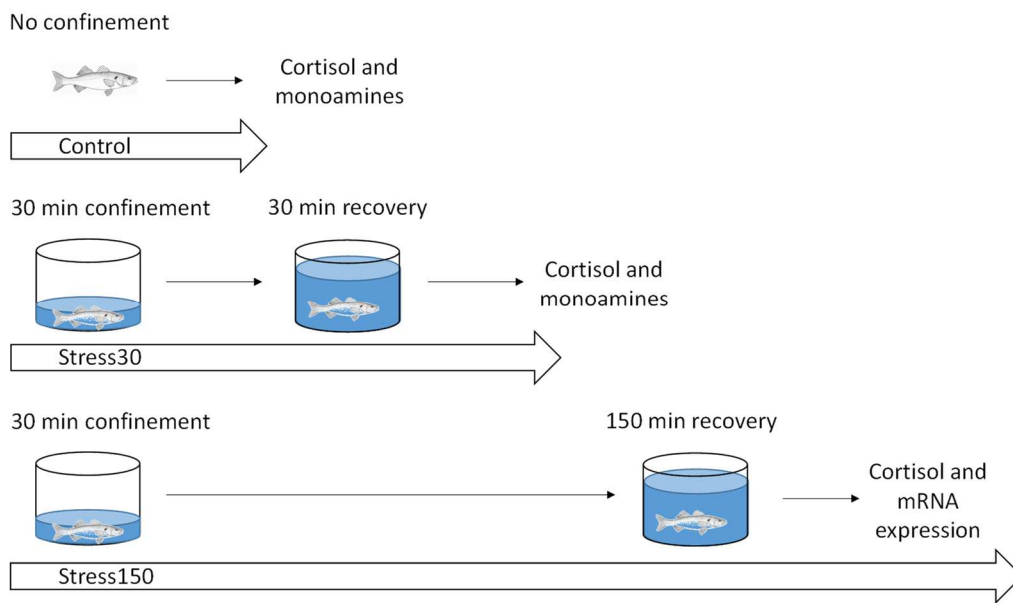 No confinement
Cortisol and
monoamines
Control
30 min confinement
30 min recovery
Cortisol and
monoamines
Stress30
30 min confinement
150 min recovery
Cortisol and
mRNA
expression
Stress150